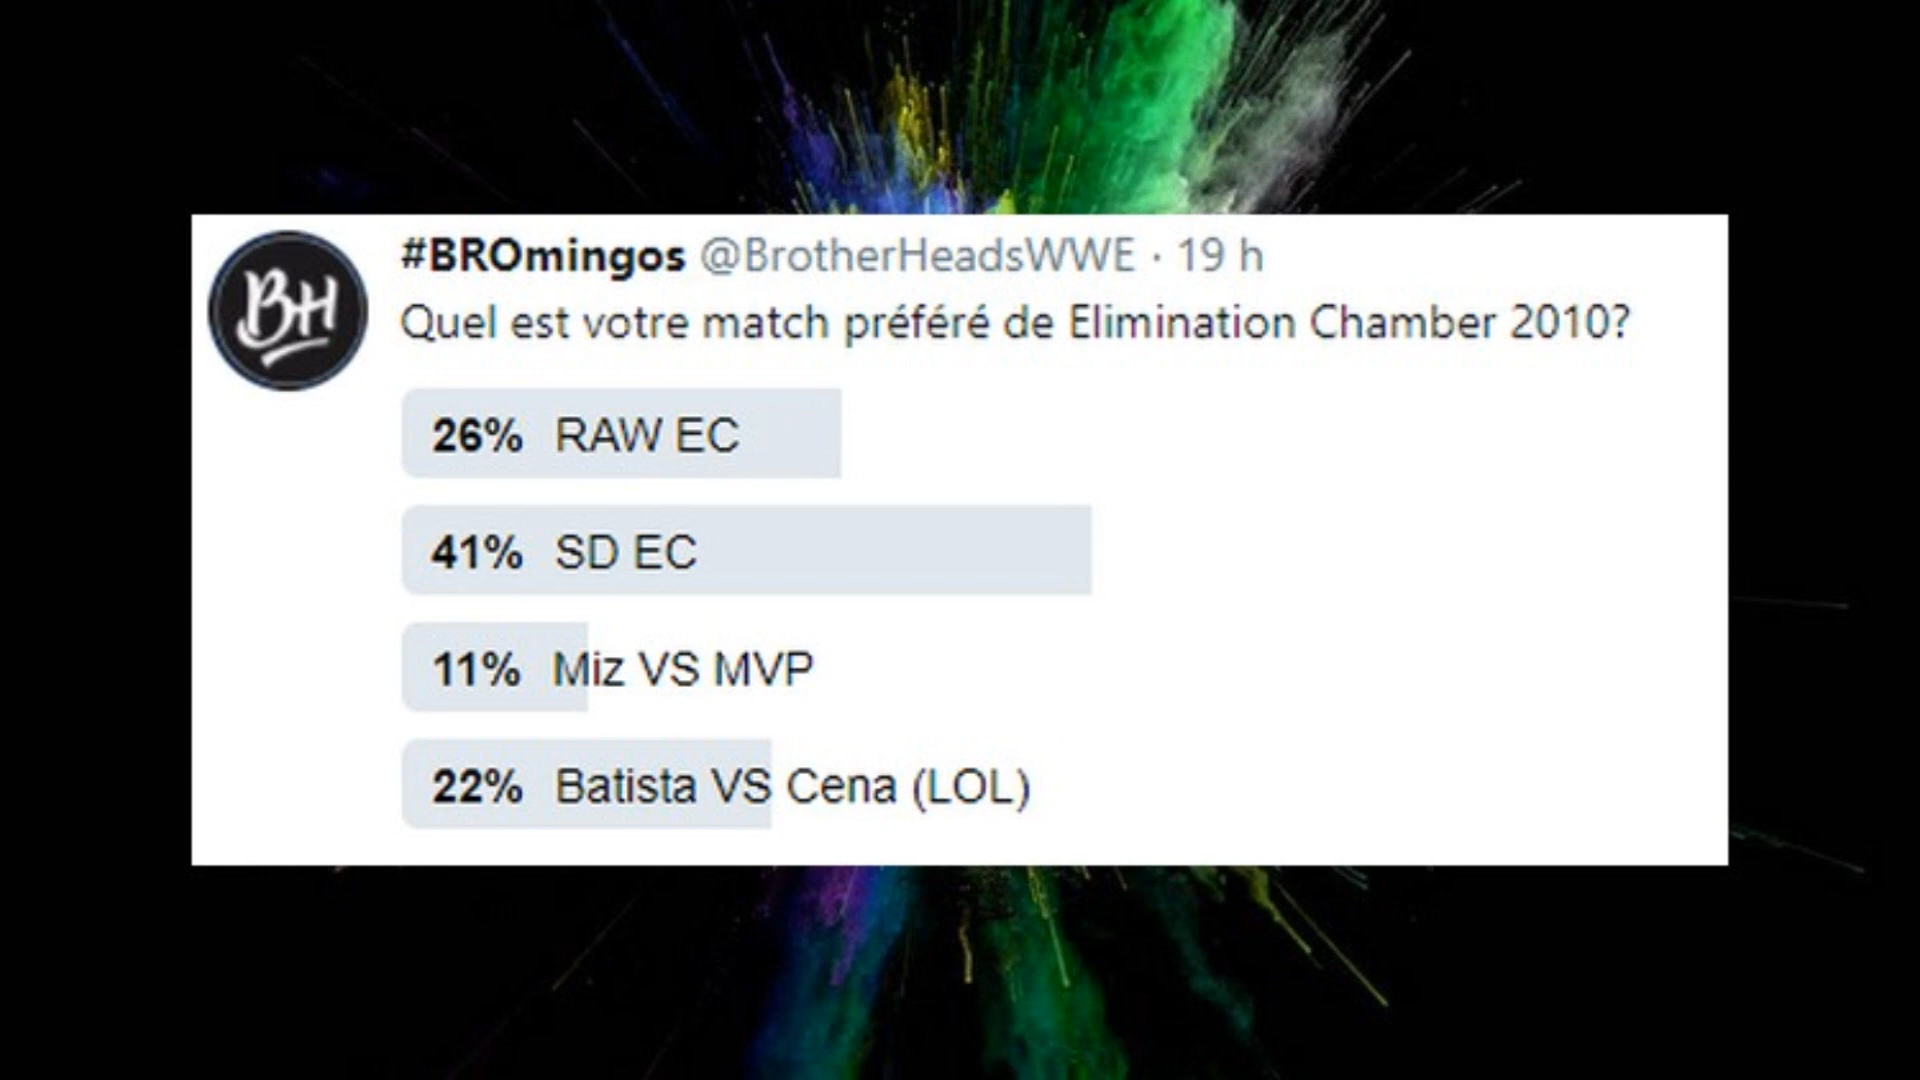 BH
#BROmingos @BrotherHeadsWWE · 19 h
Quel est votre match préféré de Elimination Chamber 2010?
26% RAW EC
41% SD EC
11% Miz VS MVP
22% Batista VS Cena (LOL)